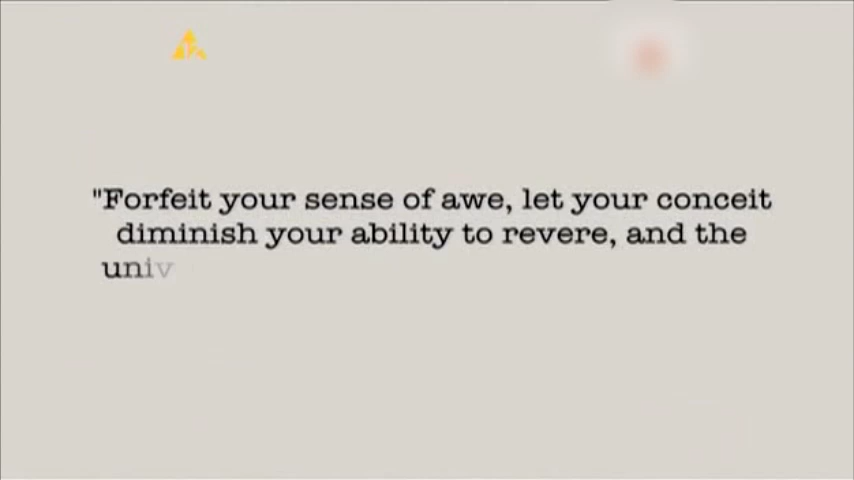 "Forfeit your sense of awe, let your conceit
diminish your ability to revere, and the
univ